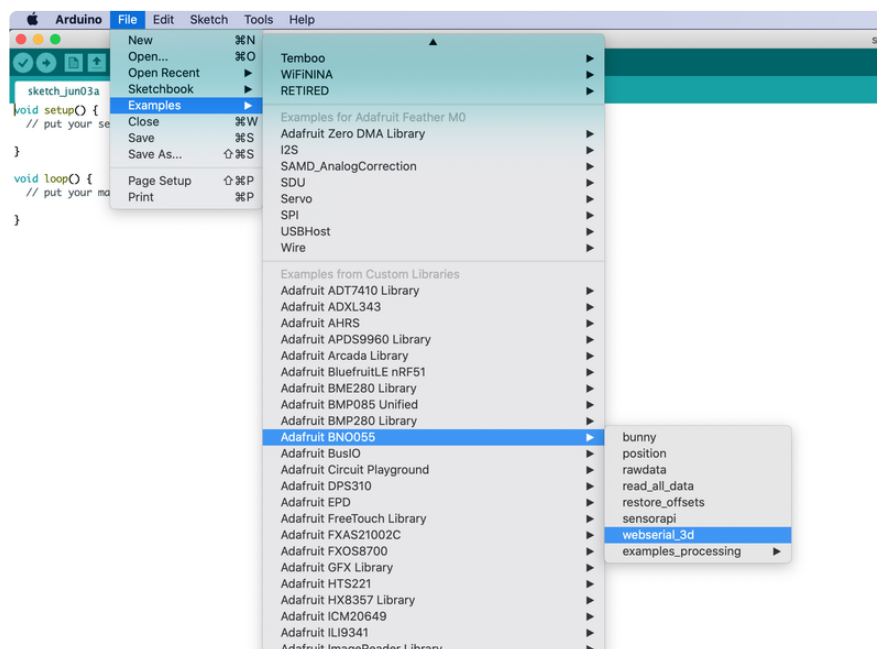 Arduino File Edit Sketch Tools Help
s
New ⌘N
Open... ⌘O
Open Recent
Sketchbook
Examples
Close ⌘W
Save ⌘S
Save As... ⇧⌘S
Page Setup ⇧⌘P
Print ⌘P
sketch_jun03a
void setup() {
// put your se
}
void loop() {
// put your ma
}
Temboo
WiFiNINA
RETIRED
Examples for Adafruit Feather M0
Adafruit Zero DMA Library
I2S
SAMD_AnalogCorrection
SDU
Servo
SPI
USBHost
Wire
Examples from Custom Libraries
Adafruit ADT7410 Library
Adafruit ADXL343
Adafruit AHRS
Adafruit APDS9960 Library
Adafruit Arcada Library
Adafruit BluefruitLE nRF51
Adafruit BME280 Library
Adafruit BMP085 Unified
Adafruit BMP280 Library
Adafruit BNO055
Adafruit BusIO
Adafruit Circuit Playground
Adafruit DPS310
Adafruit EPD
Adafruit FreeTouch Library
Adafruit FXAS21002C
Adafruit FXOS8700
Adafruit GFX Library
Adafruit HTS221
Adafruit HX8357 Library
Adafruit ICM20649
Adafruit ILI9341
Adafruit ImageReader Library
bunny
position
rawdata
read_all_data
restore_offsets
sensorapi
webserial_3d
examples_processing